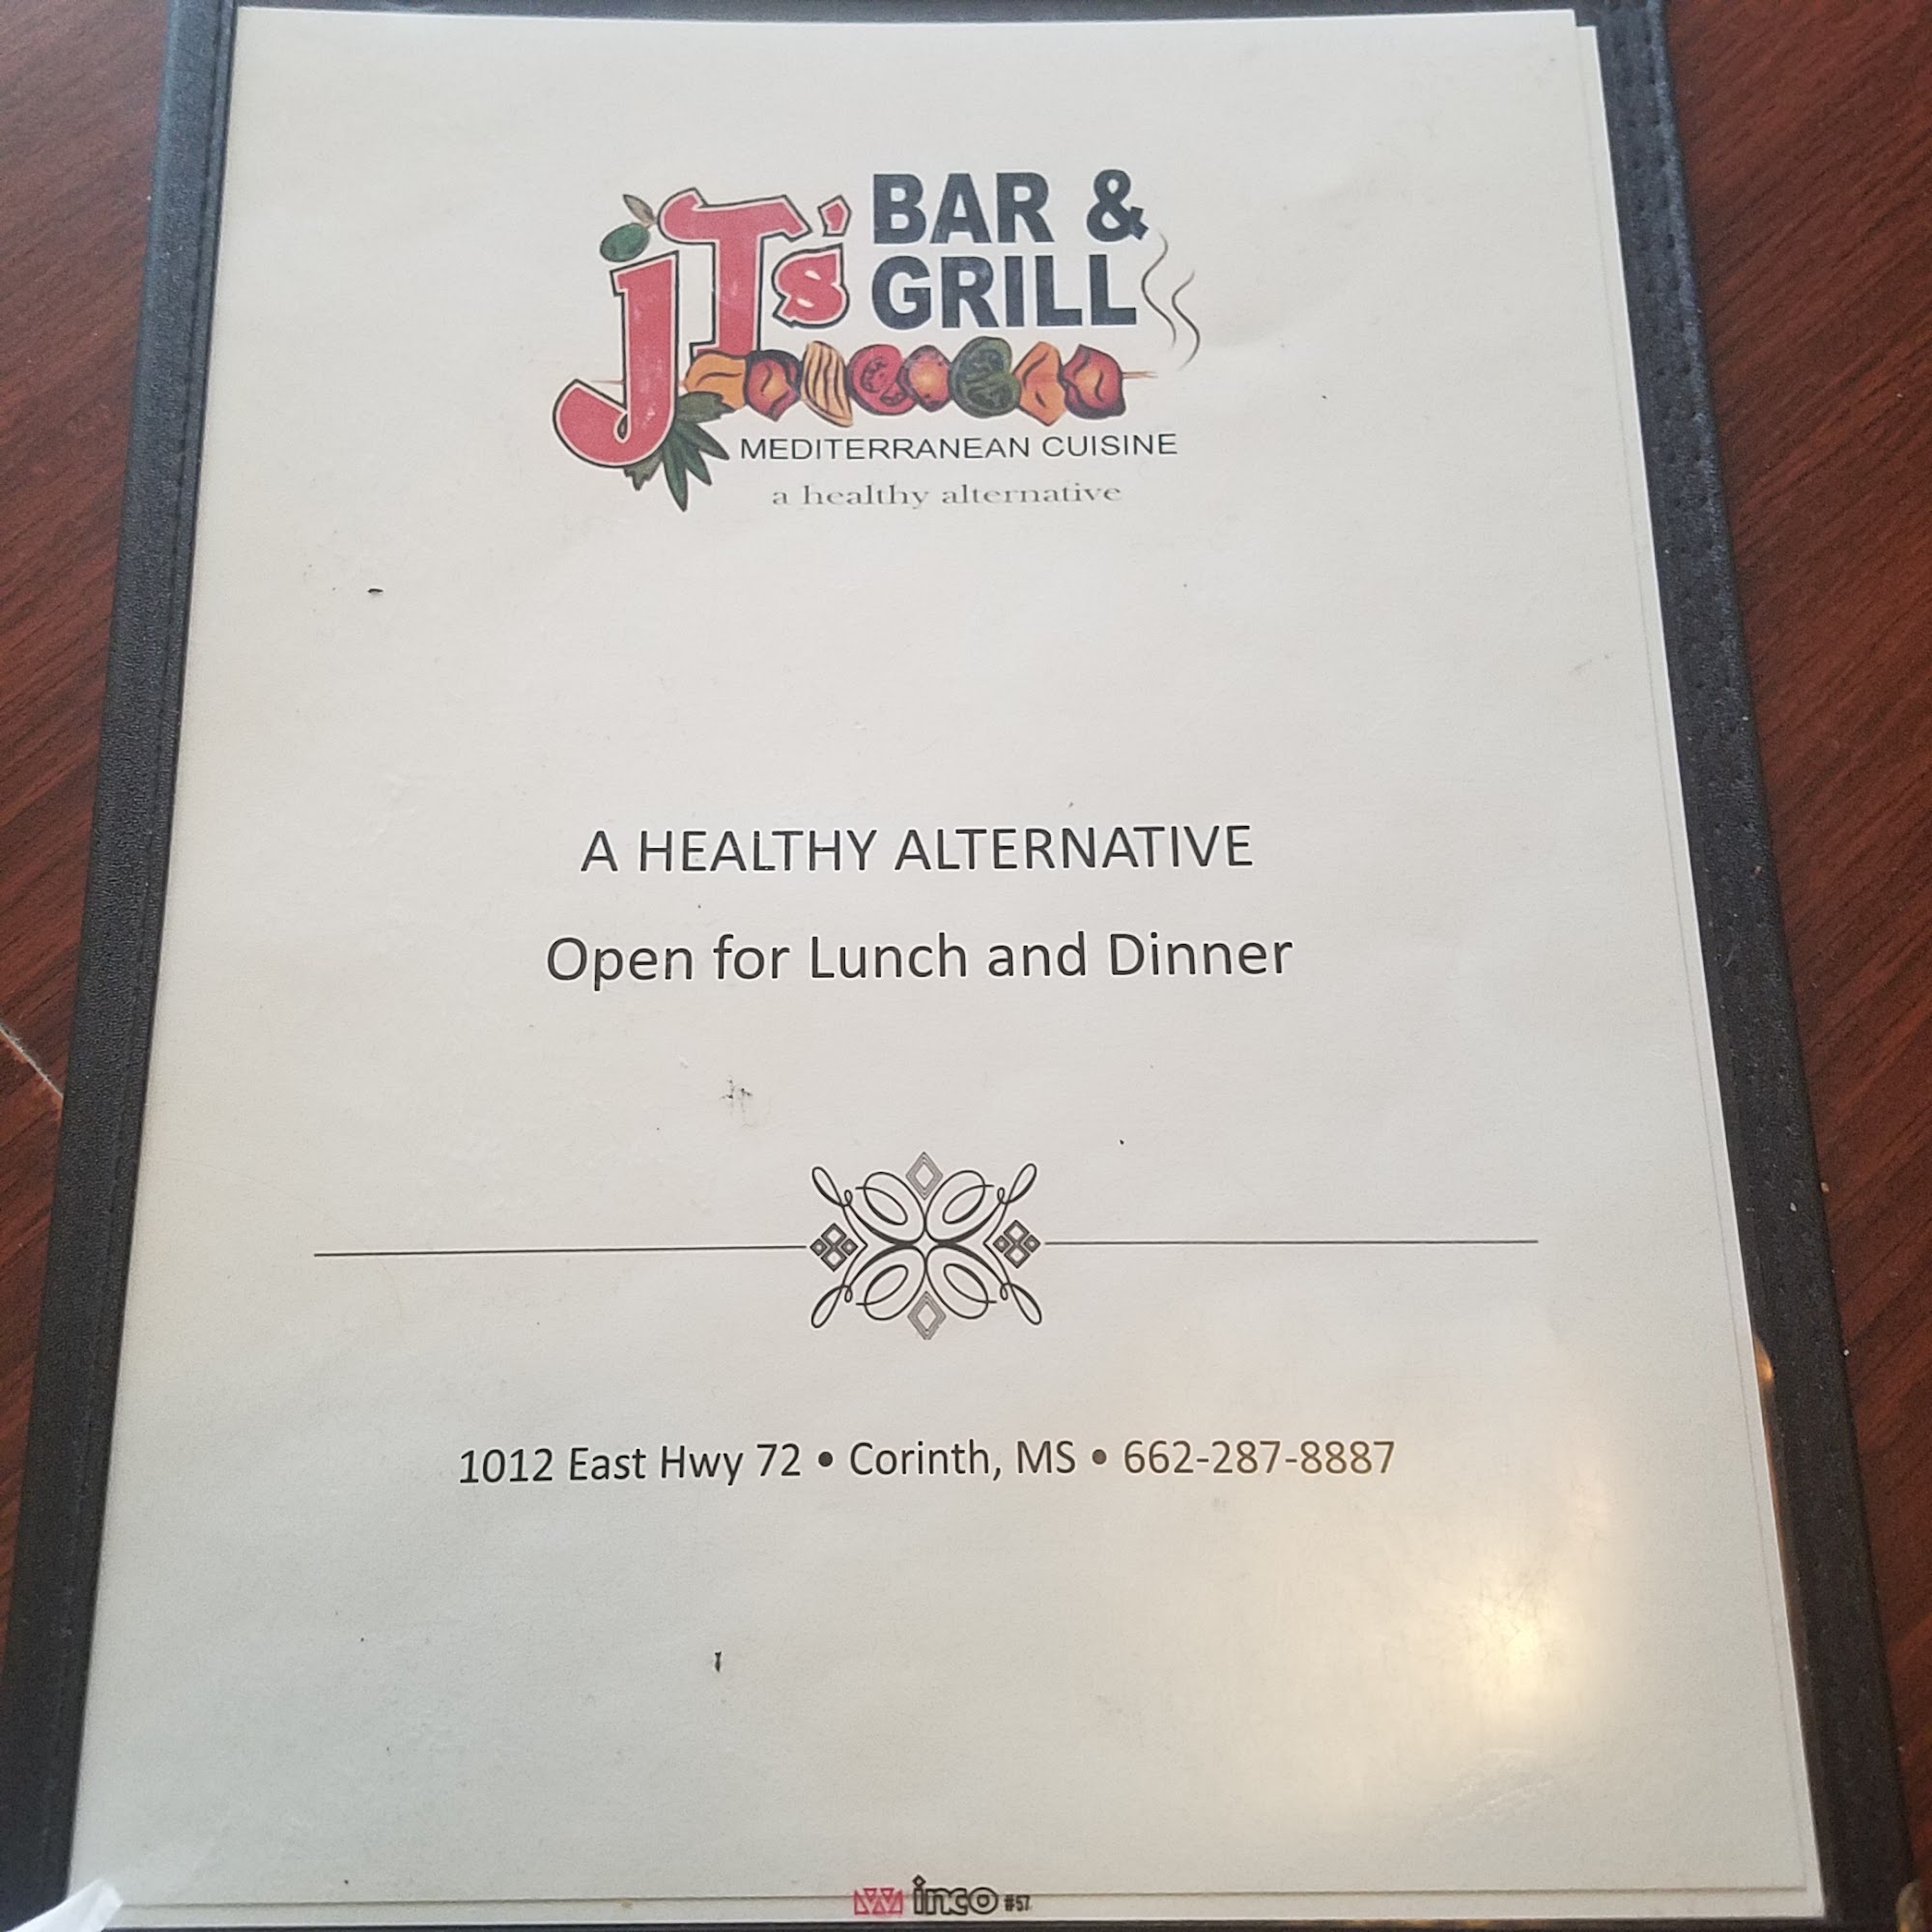 JT's BAR &
GRILL
MEDITERRANEAN CUISINE
a healthy alternative
A HEALTHY ALTERNATIVE
Open for Lunch and Dinner
1012 East Hwy 72 • Corinth, MS • 662-287-8887
Winco #57